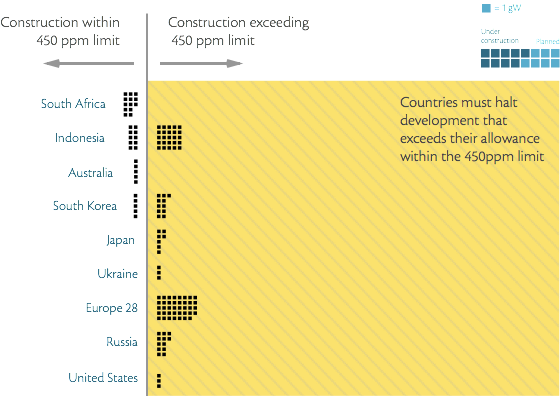 Construction within
450 ppm limit
Construction exceeding
450 ppm limit
= 1 gW
Under
construction
Planned
Countries must halt
development that
exceeds their allowance
within the 450ppm limit
South Africa
Indonesia
Australia
South Korea
Japan
Ukraine
Europe 28
Russia
United States